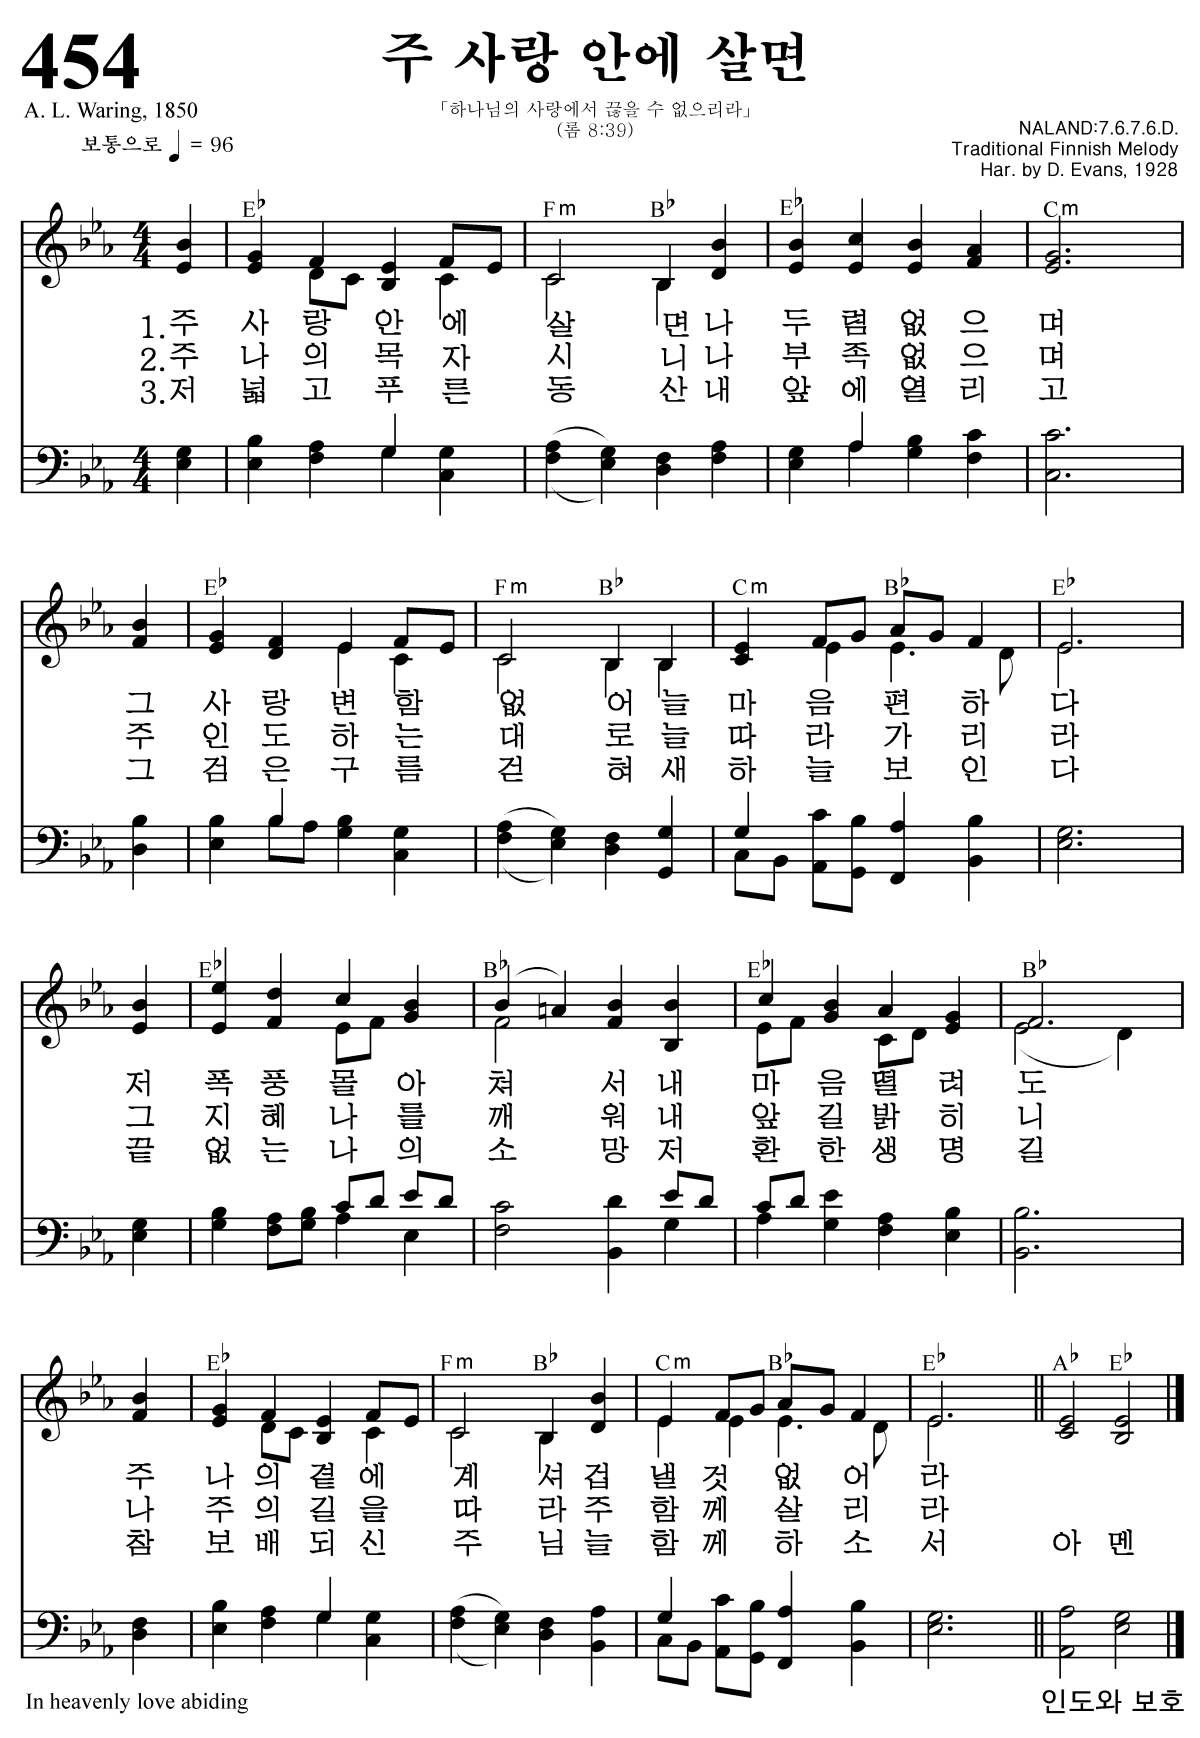 454
주 사랑 안에 살면
A. L. Waring, 1850
「하나님의 사랑에서 끊을 수 없으리라」
(롬 8:39)
보통으로 ♩ = 96
NALAND:7.6.7.6.D.
Traditional Finnish Melody
Har. by D. Evans, 1928
E♭ Fm B♭ E♭ Cm
1.주 사 랑 안 에 살 면 나 두 렴 없 으 며
2.주 나 의 목 자 시 니 나 부 족 없 으 며
3.저 넓 고 푸 른 동 산 내 앞 에 열 리 고
E♭ Fm B♭ Cm B♭ E♭
그 사 랑 변 함 없 어 늘 마 음 편 하 다
주 인 도 하 는 대 로 늘 따 라 가 리 라
그 검 은 구 름 걷 혀 새 하 늘 보 인 다
E♭ B♭ E♭ B♭
저 폭 풍 몰 아 쳐 서 내 마 음 떨 려 도
그 지 혜 나 를 깨 워 내 앞 길 밝 히 니
끝 없 는 나 의 소 망 저 환 한 생 명 길
E♭ Fm B♭ Cm B♭ E♭ A♭ E♭
주 나 의 곁 에 계 셔 겁 낼 것 없 어 라
나 주 의 길 을 따 라 주 함 께 살 리 라
참 보 배 되 신 주 님 늘 함 께 하 소 서 아 멘
In heavenly love abiding
인도와 보호